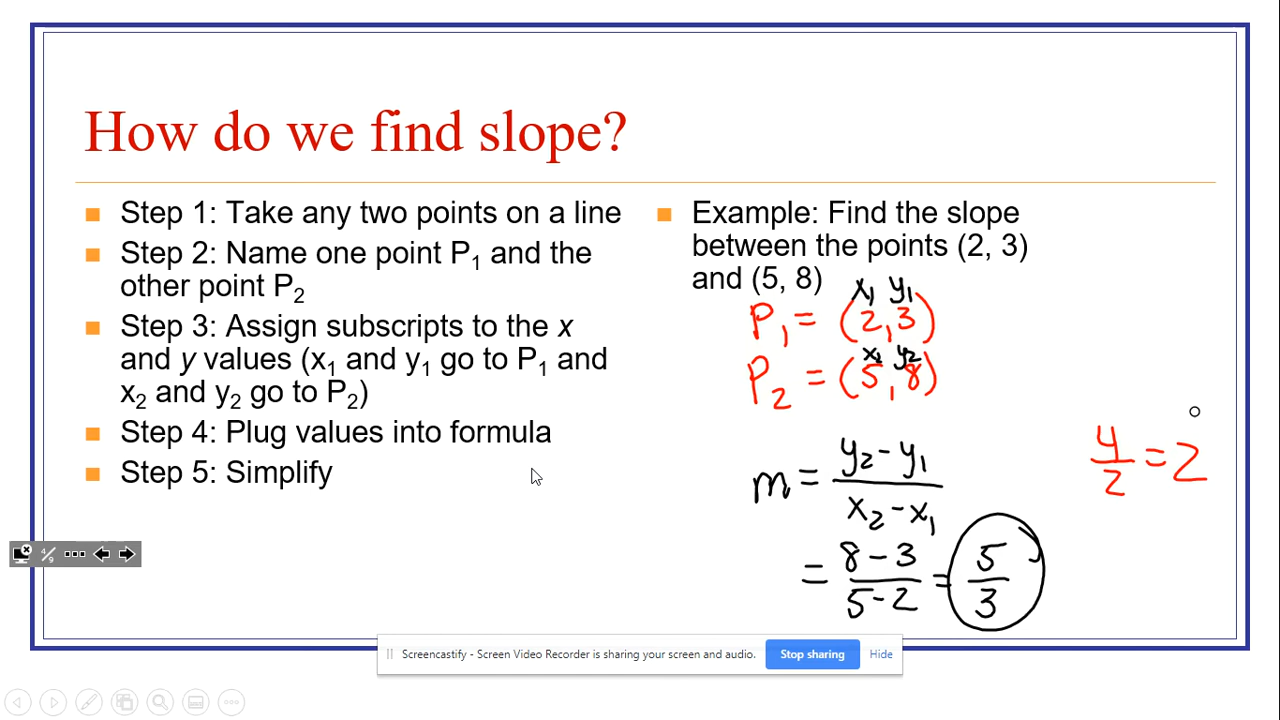 How do we find slope?
Step 1: Take any two points on a line
Step 2: Name one point P₁ and the
other point P₂
Step 3: Assign subscripts to the x
and y values (x₁ and y₁ go to P₁ and
x₂ and y₂ go to P₂)
Step 4: Plug values into formula
Step 5: Simplify
Example: Find the slope
between the points (2, 3)
and (5, 8)
x₁ y₁
P₁ = (2, 3)
x₂ y₂
P₂ = (5, 8)
m = y₂ - y₁ / x₂ - x₁
= 8 - 3 / 5 - 2 = 5 / 3
4 / 2 = 2
4/9
Screencastify - Screen Video Recorder is sharing your screen and audio. Stop sharing Hide